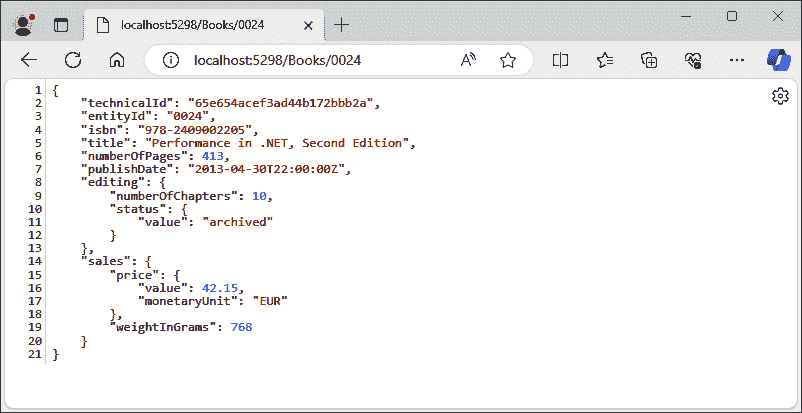 localhost:5298/Books/0024
localhost:5298/Books/0024
1 {
2 "technicalId": "65e654acef3ad44b172bbb2a",
3 "entityId": "0024",
4 "isbn": "978-2409002205",
5 "title": "Performance in .NET, Second Edition",
6 "numberOfPages": 413,
7 "publishDate": "2013-04-30T22:00:00Z",
8 "editing": {
9 "numberOfChapters": 10,
10 "status": {
11 "value": "archived"
12 }
13 },
14 "sales": {
15 "price": {
16 "value": 42.15,
17 "monetaryUnit": "EUR"
18 },
19 "weightInGrams": 768
20 }
21 }